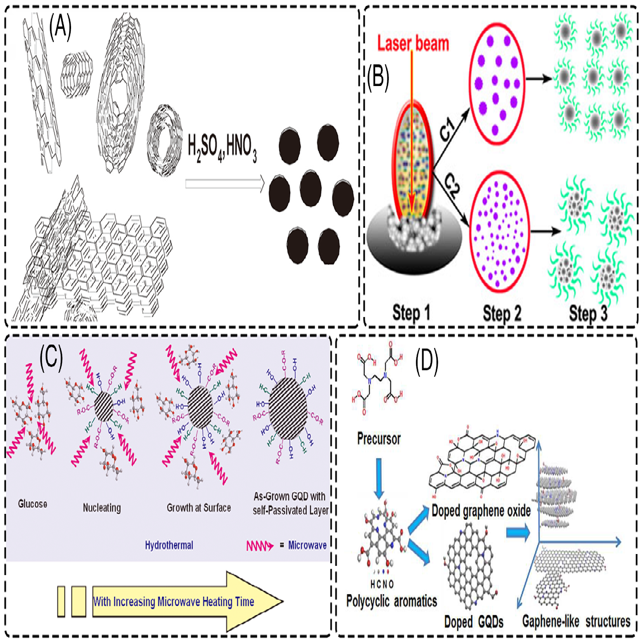 (A)
H2SO4,HNO3
(B)
Laser beam
C1
C2
Step 1
Step 2
Step 3
(C)
Glucose
Nucleating
Growth at Surface
As-Grown GQD with
self-Passivated Layer
Hydrothermal
= Microwave
With Increasing Microwave Heating Time
(D)
Precursor
Doped graphene oxide
H C N O
Polycyclic aromatics
Doped GQDs
Gaphene-like structures